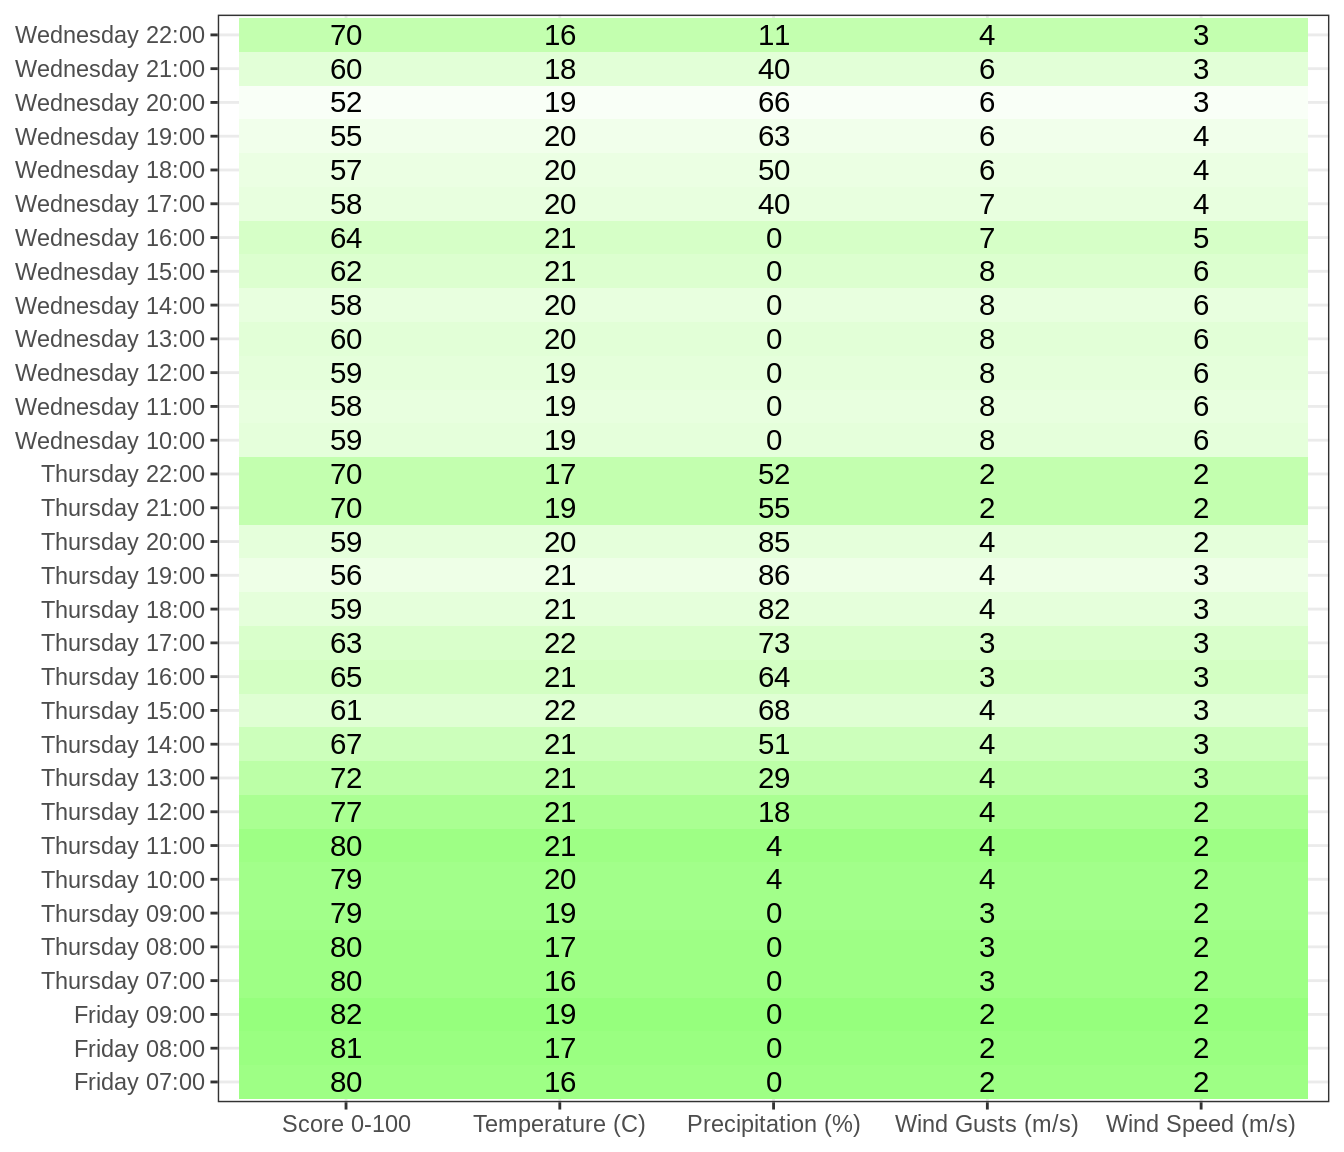 Wednesday 22:00 70 16 11 4 3
Wednesday 21:00 60 18 40 6 3
Wednesday 20:00 52 19 66 6 3
Wednesday 19:00 55 20 63 6 4
Wednesday 18:00 57 20 50 6 4
Wednesday 17:00 58 20 40 7 4
Wednesday 16:00 64 21 0 7 5
Wednesday 15:00 62 21 0 8 6
Wednesday 14:00 58 20 0 8 6
Wednesday 13:00 60 20 0 8 6
Wednesday 12:00 59 19 0 8 6
Wednesday 11:00 58 19 0 8 6
Wednesday 10:00 59 19 0 8 6
Thursday 22:00 70 17 52 2 2
Thursday 21:00 70 19 55 2 2
Thursday 20:00 59 20 85 4 2
Thursday 19:00 56 21 86 4 3
Thursday 18:00 59 21 82 4 3
Thursday 17:00 63 22 73 3 3
Thursday 16:00 65 21 64 3 3
Thursday 15:00 61 22 68 4 3
Thursday 14:00 67 21 51 4 3
Thursday 13:00 72 21 29 4 3
Thursday 12:00 77 21 18 4 2
Thursday 11:00 80 21 4 4 2
Thursday 10:00 79 20 4 4 2
Thursday 09:00 79 19 0 3 2
Thursday 08:00 80 17 0 3 2
Thursday 07:00 80 16 0 3 2
Friday 09:00 82 19 0 2 2
Friday 08:00 81 17 0 2 2
Friday 07:00 80 16 0 2 2
Score 0-100 Temperature (C) Precipitation (%) Wind Gusts (m/s) Wind Speed (m/s)